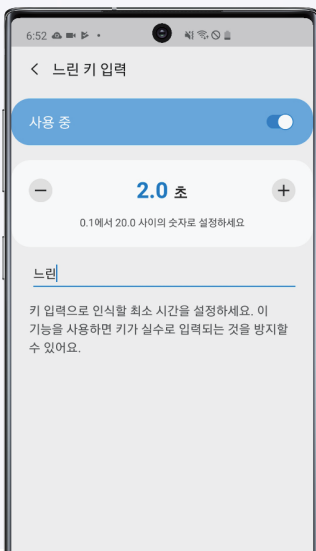 6:52
느린 키 입력
사용 중
2.0 초
0.1에서 20.0 사이의 숫자로 설정하세요
느린
키 입력으로 인식할 최소 시간을 설정하세요. 이
기능을 사용하면 키가 실수로 입력되는 것을 방지할
수 있어요.